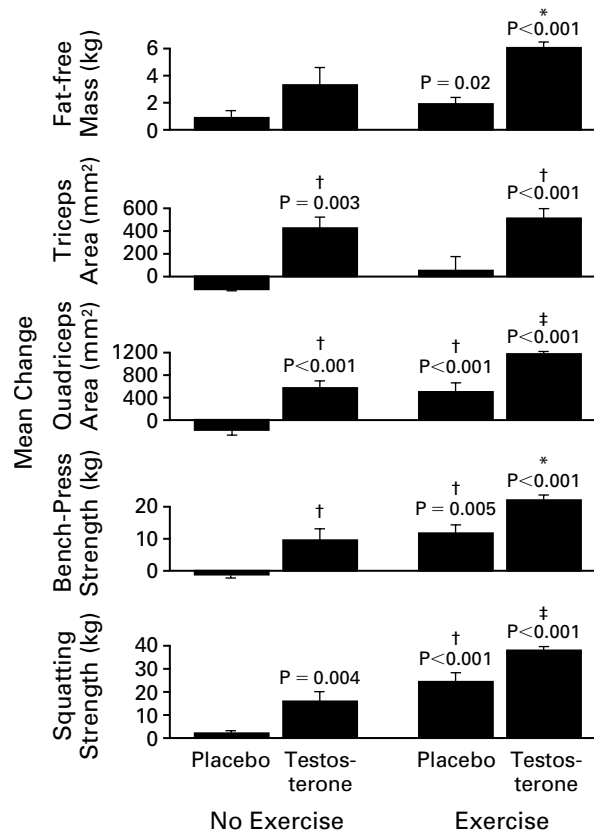 *
P<0.001
P = 0.02
Fat-free
Mass (kg)
6
4
2
0
†
P = 0.003
†
P<0.001
Triceps
Area (mm²)
600
400
200
0
†
P<0.001
†
P<0.001
‡
P<0.001
Quadriceps
Area (mm²)
1200
800
400
0
Mean Change
†
†
P = 0.005
*
P<0.001
Bench-Press
Strength (kg)
20
10
0
P = 0.004
†
P<0.001
‡
P<0.001
Squatting
Strength (kg)
40
30
20
10
0
Placebo Testos-
terone
Placebo Testos-
terone
No Exercise Exercise